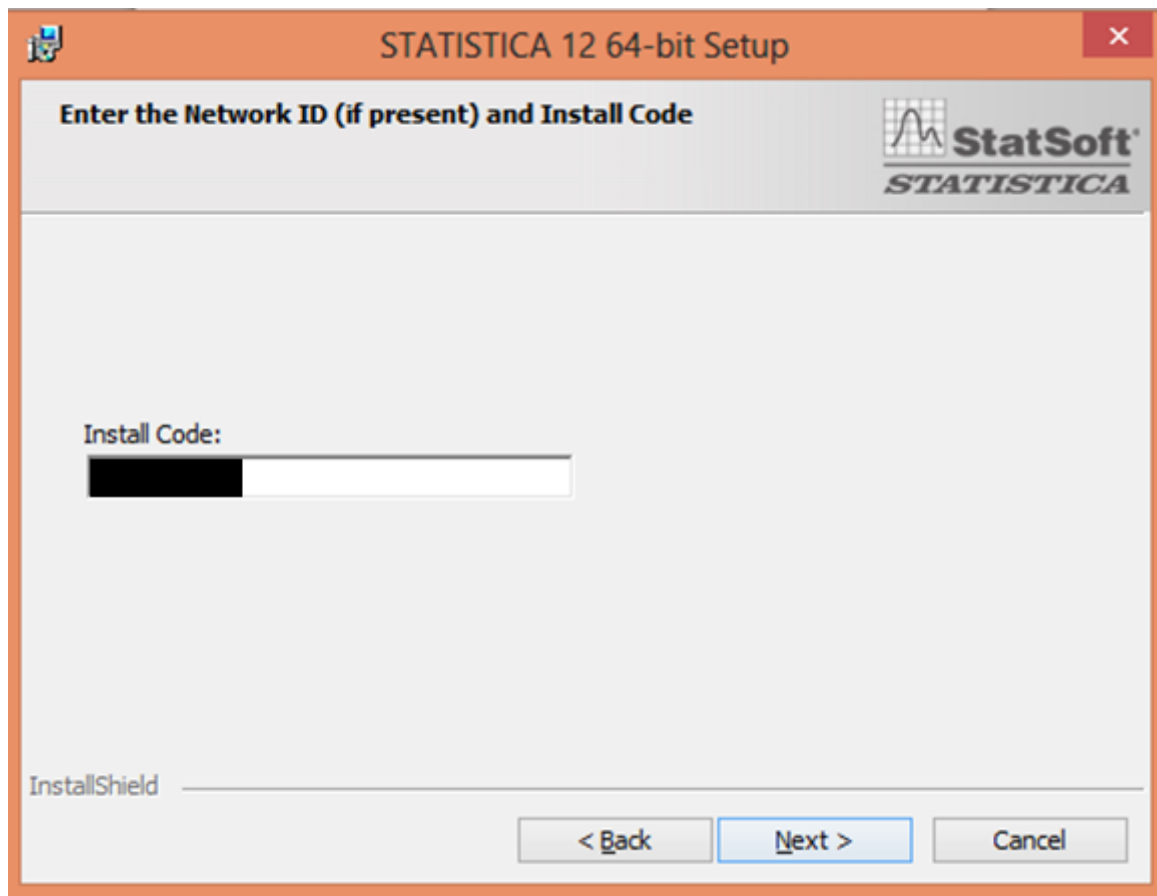 STATISTICA 12 64-bit Setup
Enter the Network ID (if present) and Install Code
StatSoft®
STATISTICA
Install Code:
InstallShield
< Back
Next >
Cancel